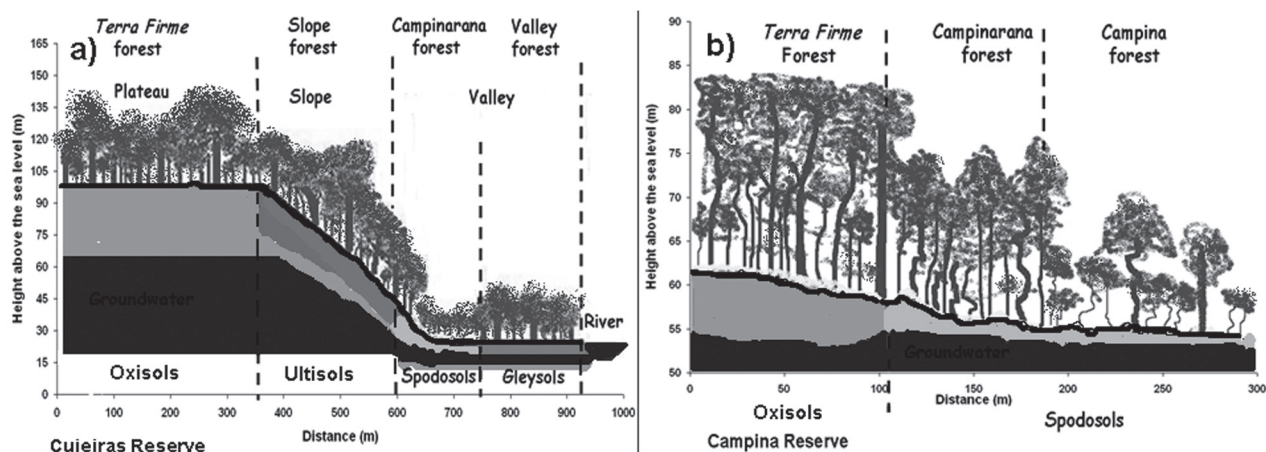 a)
Terra Firme
forest
Slope
forest
Campinarana
forest
Valley
forest
Plateau
Slope
Valley
Height above the sea level (m)
165
150
135
120
105
90
75
60
45
30
15
0
Groundwater
River
Oxisols
Ultisols
Spodosols
Gleysols
0 100 200 300 400 500 600 700 800 900 1000
Distance (m)
Cuieiras Reserve
b)
Terra Firme
Forest
Campinarana
forest
Campina
forest
Height above the sea level (m)
90
85
80
75
70
65
60
55
50
Groundwater
0 50 100 150 200 250 300
Distance (m)
Oxisols
Spodosols
Campina Reserve